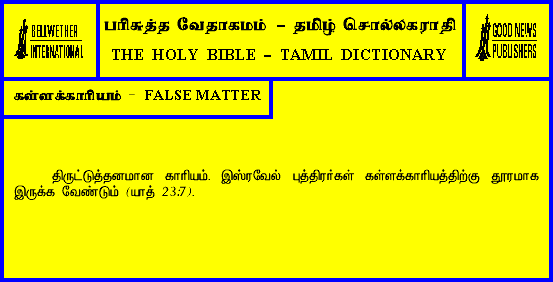 BELLWETHER
INTERNATIONAL
பரிசுத்த வேதாகமம் – தமிழ் சொல்லகராதி
THE HOLY BIBLE – TAMIL DICTIONARY
GOOD NEWS
PUBLISHERS
கள்ளக்காரியம் – FALSE MATTER
திருட்டுத்தனமான காரியம். இஸ்ரவேல் புத்திரர்கள் கள்ளக்காரியத்திற்கு தூரமாக
இருக்க வேண்டும் (யாத் 23:7).